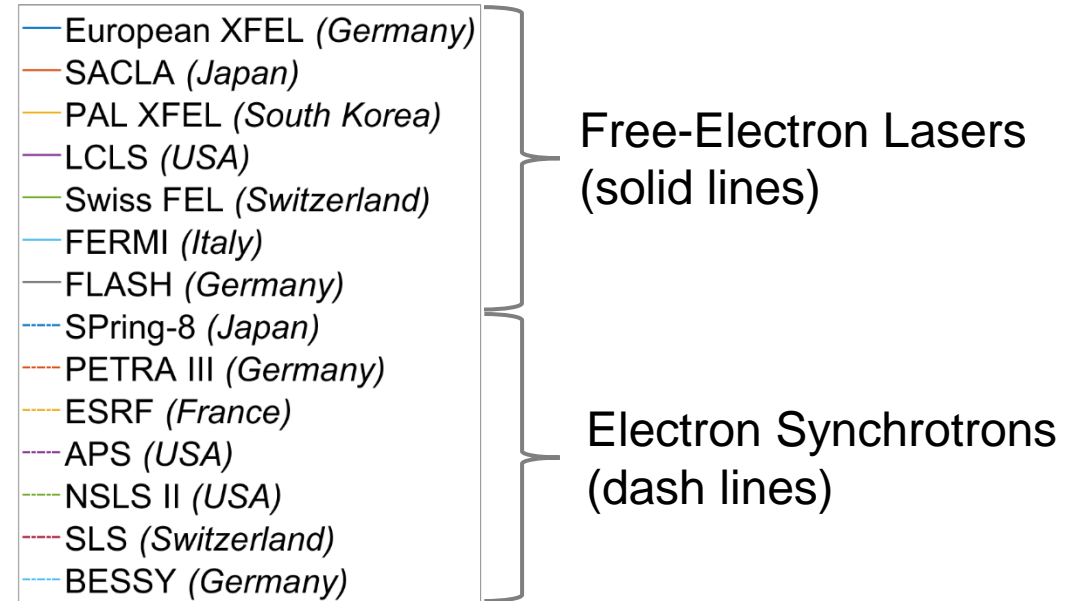 European XFEL (Germany)
SACLA (Japan)
PAL XFEL (South Korea)
LCLS (USA)
Swiss FEL (Switzerland)
FERMI (Italy)
FLASH (Germany)
SPring-8 (Japan)
PETRA III (Germany)
ESRF (France)
APS (USA)
NSLS II (USA)
SLS (Switzerland)
BESSY (Germany)
Free-Electron Lasers
(solid lines)
Electron Synchrotrons
(dash lines)